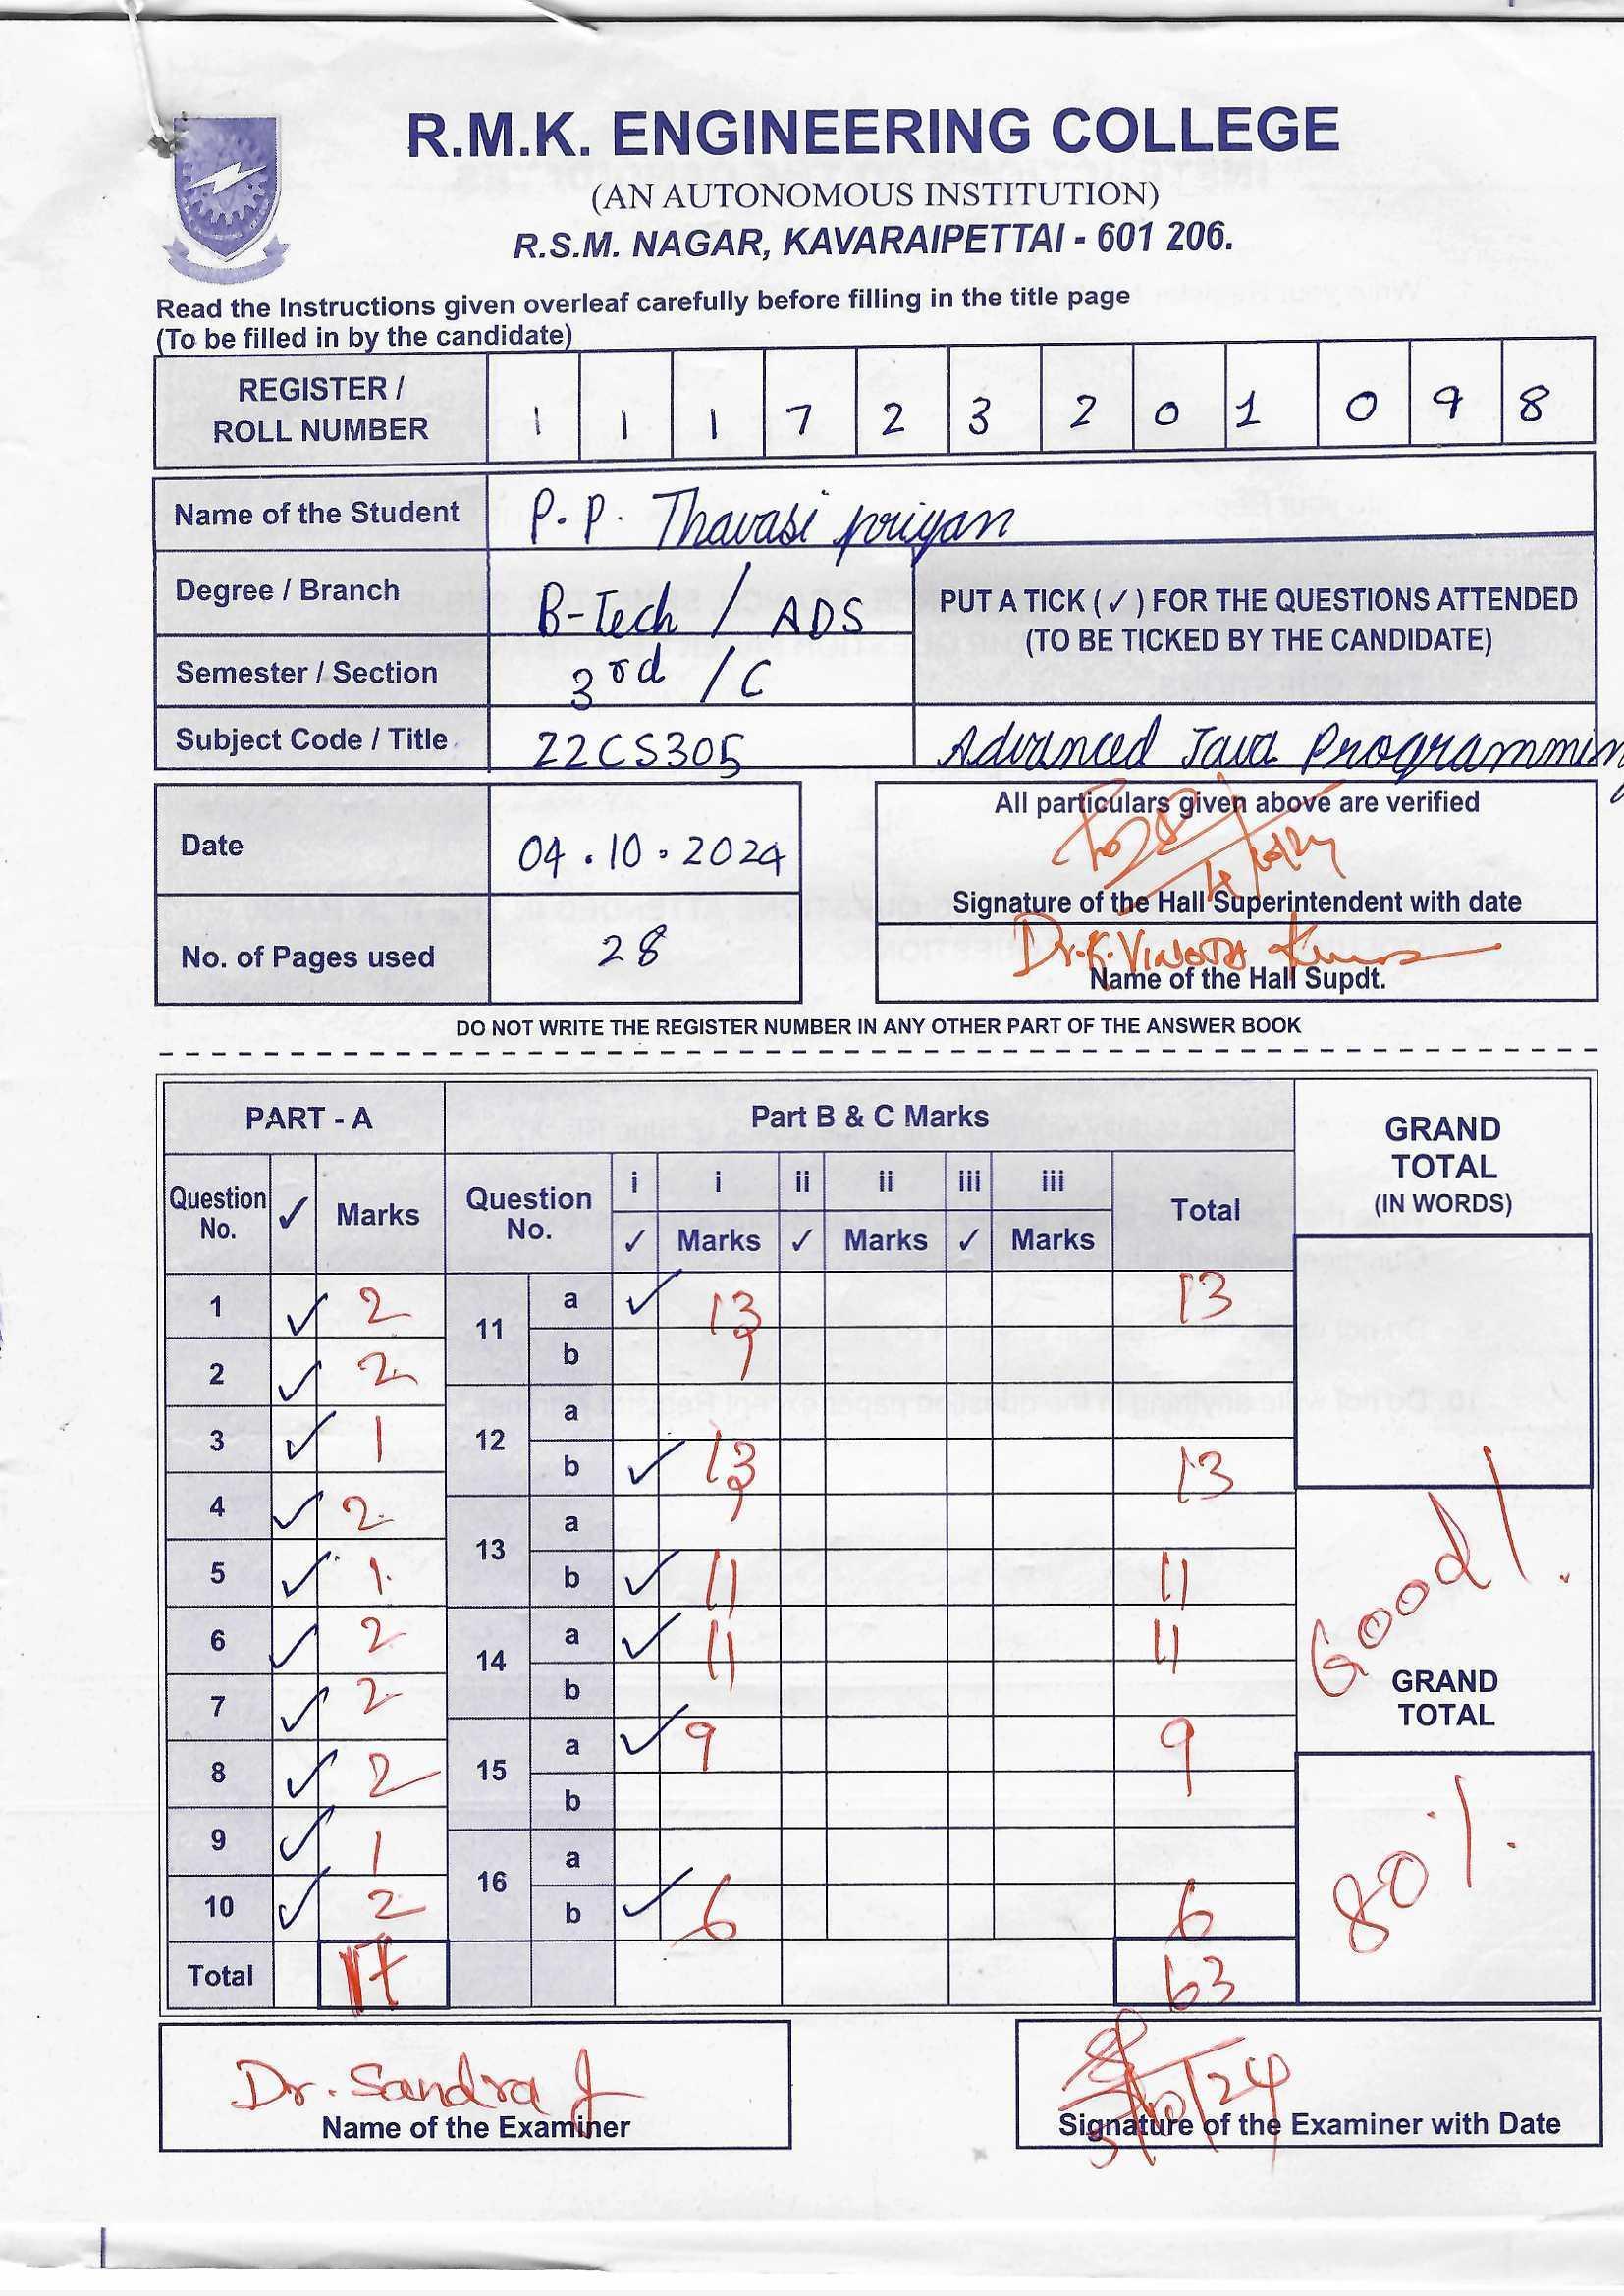 R.M.K. ENGINEERING COLLEGE
(AN AUTONOMOUS INSTITUTION)
R.S.M. NAGAR, KAVARAIPETTAI - 601 206.
Read the Instructions given overleaf carefully before filling in the title page
(To be filled in by the candidate)
REGISTER / ROLL NUMBER 1 1 1 7 2 3 2 0 1 0 9 8
Name of the Student P.P. Thavasi priyan
Degree / Branch B-Tech / ADS
PUT A TICK ( ✓ ) FOR THE QUESTIONS ATTENDED
(TO BE TICKED BY THE CANDIDATE)
Semester / Section 3rd / C
Subject Code / Title 22CS305 Advanced Java Programming
Date 04.10.2024
All particulars given above are verified
Signature of the Hall Superintendent with date
No. of Pages used 28
Dr.K. 
Name of the Hall Supdt.
DO NOT WRITE THE REGISTER NUMBER IN ANY OTHER PART OF THE ANSWER BOOK
PART - A Part B & C Marks GRAND TOTAL (IN WORDS)
Question No. ✓ Marks Question No. i i ii ii iii iii Total
✓ Marks ✓ Marks ✓ Marks
1 ✓ 2 11 a ✓ 13 13
2 ✓ 2 b
3 ✓ 1 12 a
b ✓ 13 13
4 ✓ 2 13 a
5 ✓ 1 b ✓ 11 11
6 ✓ 2 14 a ✓ 11 11
7 ✓ 2 b
Good!
GRAND TOTAL
8 ✓ 2 15 a ✓ 9 9
b
9 ✓ 1 16 a
10 ✓ 2 b ✓ 6 6
80%
Total 17 63
Dr. Sandra J
Name of the Examiner
5/10/24
Signature of the Examiner with Date